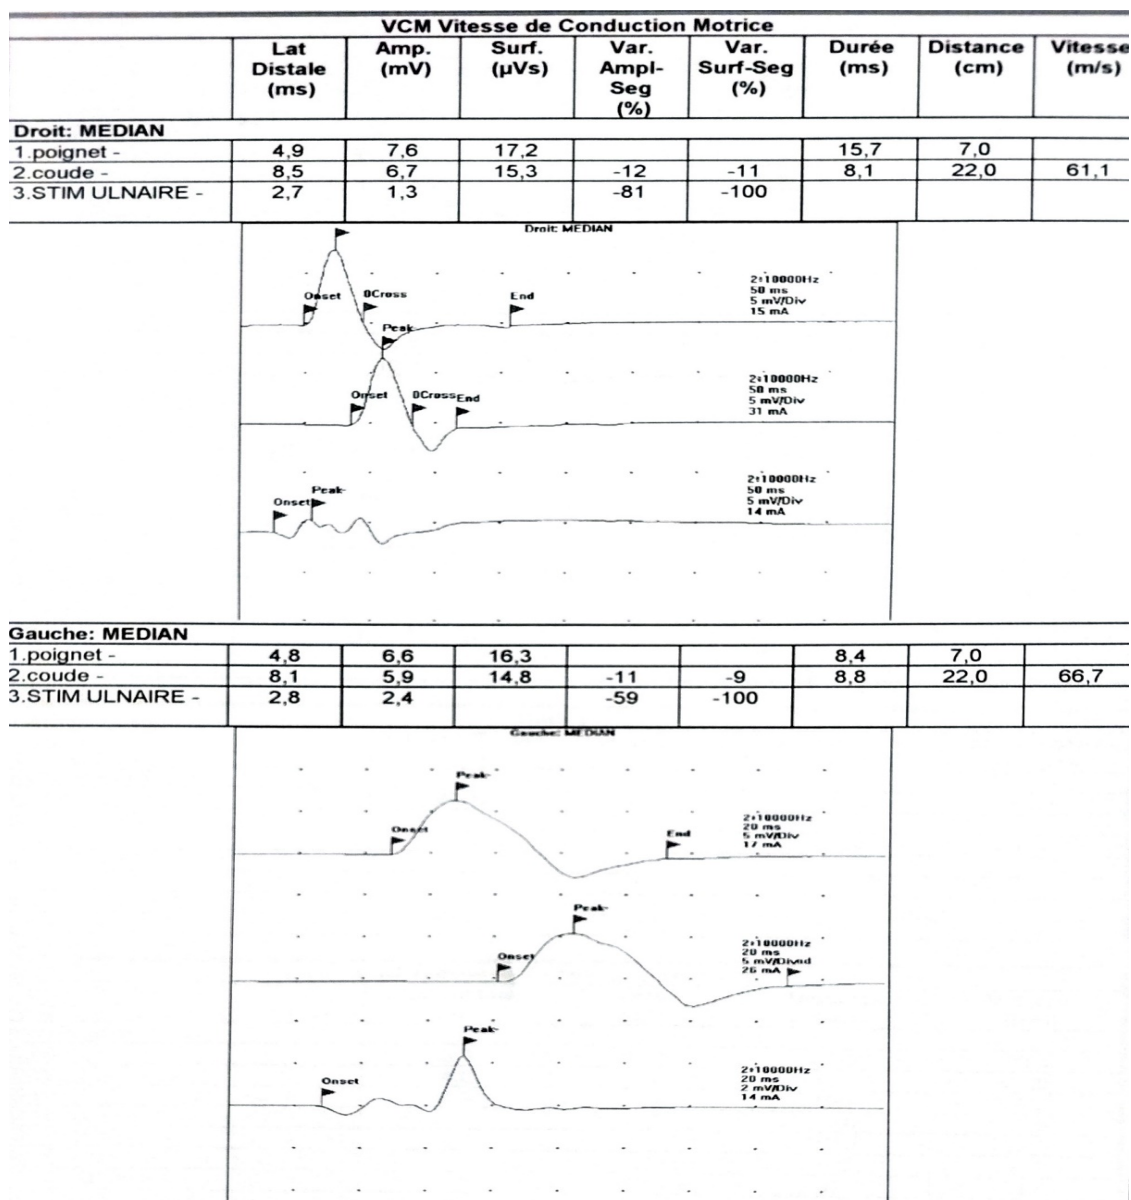 VCM Vitesse de Conduction Motrice
Lat Distale (ms) Amp. (mV) Surf. (µVs) Var. Ampl-Seg (%) Var. Surf-Seg (%) Durée (ms) Distance (cm) Vitesse (m/s)
Droit: MEDIAN
1.poignet - 4,9 7,6 17,2 15,7 7,0
2.coude - 8,5 6,7 15,3 -12 -11 8,1 22,0 61,1
3.STIM ULNAIRE - 2,7 1,3 -81 -100
Droit: MEDIAN
2-10000Hz
50 ms
5 mV/Div
15 mA
Onset 0Cross End
Peak-
2-10000Hz
50 ms
5 mV/Div
31 mA
Onset 0Cross End
2-10000Hz
50 ms
5 mV/Div
14 mA
Peak-
Onset
Gauche: MEDIAN
1.poignet - 4,8 6,6 16,3 8,4 7,0
2.coude - 8,1 5,9 14,8 -11 -9 8,8 22,0 66,7
3.STIM ULNAIRE - 2,8 2,4 -59 -100
Gauche: MEDIAN
Peak-
2-10000Hz
20 ms
5 mV/Div
17 mA
Onset End
Peak-
2-10000Hz
20 ms
5 mV/Divnd
26 mA
Onset
Peak-
2-10000Hz
20 ms
2 mV/Div
14 mA
Onset